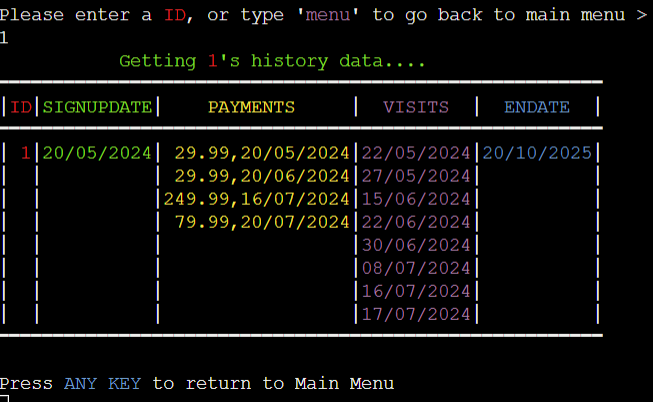 Please enter a ID, or type 'menu' to go back to main menu >
1
Getting 1's history data....
|ID|SIGNUPDATE| PAYMENTS | VISITS | ENDATE |
| 1|20/05/2024| 29.99,20/05/2024|22/05/2024|20/10/2025|
| | | 29.99,20/06/2024|27/05/2024| |
| | |249.99,16/07/2024|15/06/2024| |
| | | 79.99,20/07/2024|22/06/2024| |
| | | |30/06/2024| |
| | | |08/07/2024| |
| | | |16/07/2024| |
| | | |17/07/2024| |
Press ANY KEY to return to Main Menu